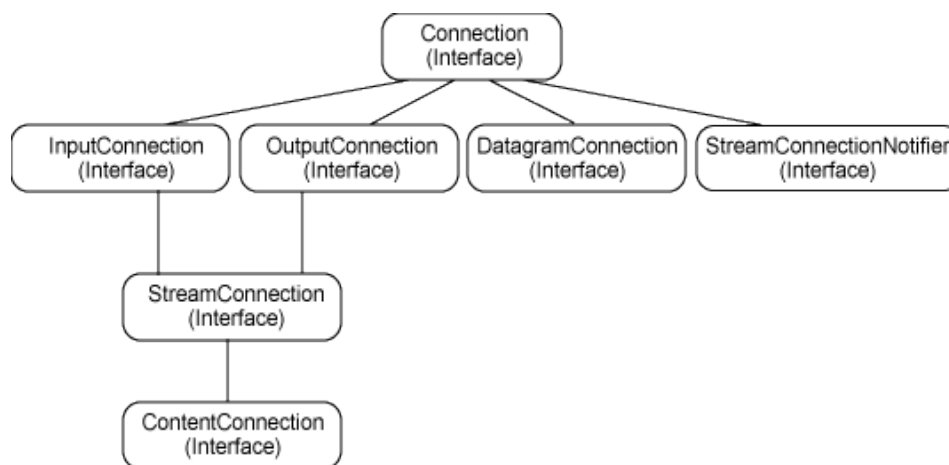 Connection
(Interface)
InputConnection
(Interface)
OutputConnection
(Interface)
DatagramConnection
(Interface)
StreamConnectionNotifier
(Interface)
StreamConnection
(Interface)
ContentConnection
(Interface)